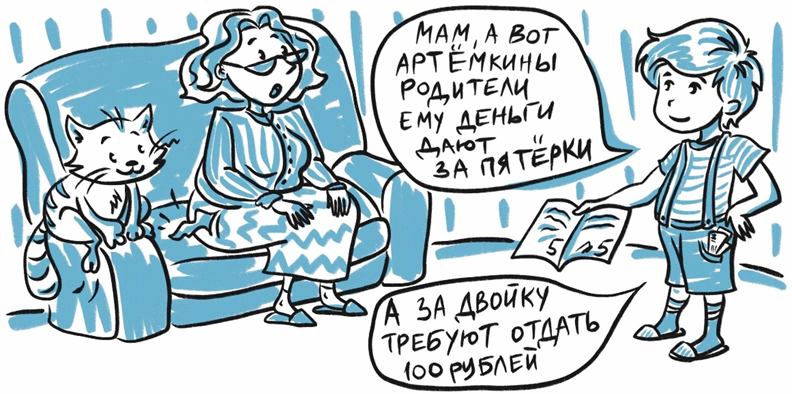 МАМ, А ВОТ
АРТЁМКИНЫ
РОДИТЕЛИ
ЕМУ ДЕНЬГИ
ДАЮТ
ЗА ПЯТЁРКИ
5 5
А ЗА ДВОЙКУ
ТРЕБУЮТ ОТДАТЬ
100 РУБЛЕЙ